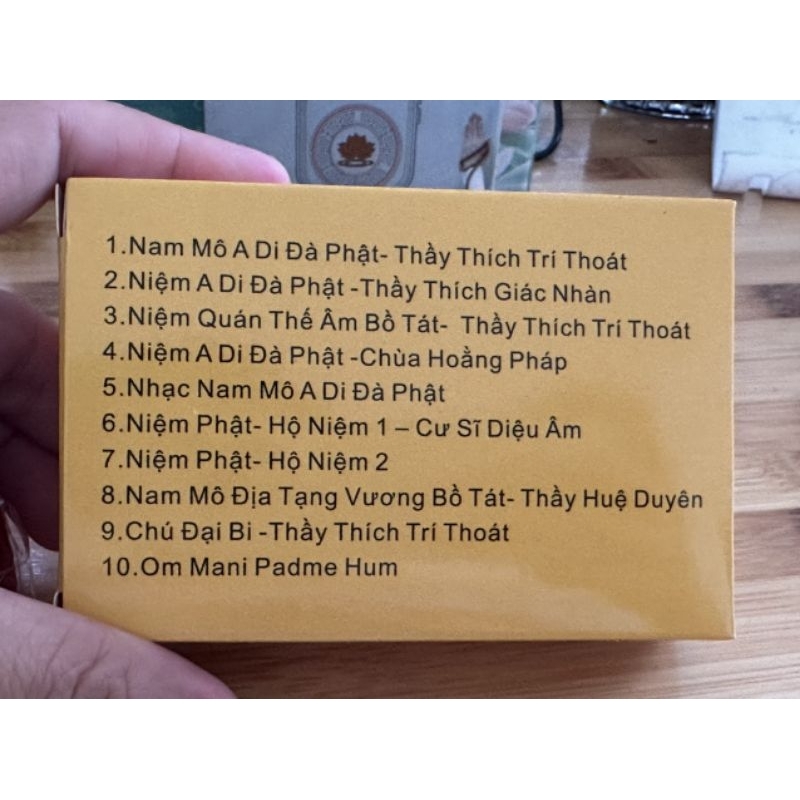 1.Nam Mô A Di Đà Phật- Thầy Thích Trí Thoát
2.Niệm A Di Đà Phật -Thầy Thích Giác Nhàn
3.Niệm Quán Thế Âm Bồ Tát- Thầy Thích Trí Thoát
4.Niệm A Di Đà Phật -Chùa Hoằng Pháp
5.Nhạc Nam Mô A Di Đà Phật
6.Niệm Phật- Hộ Niệm 1 – Cư Sĩ Diệu Âm
7.Niệm Phật- Hộ Niệm 2
8.Nam Mô Địa Tạng Vương Bồ Tát- Thầy Huệ Duyên
9.Chú Đại Bi -Thầy Thích Trí Thoát
10.Om Mani Padme Hum